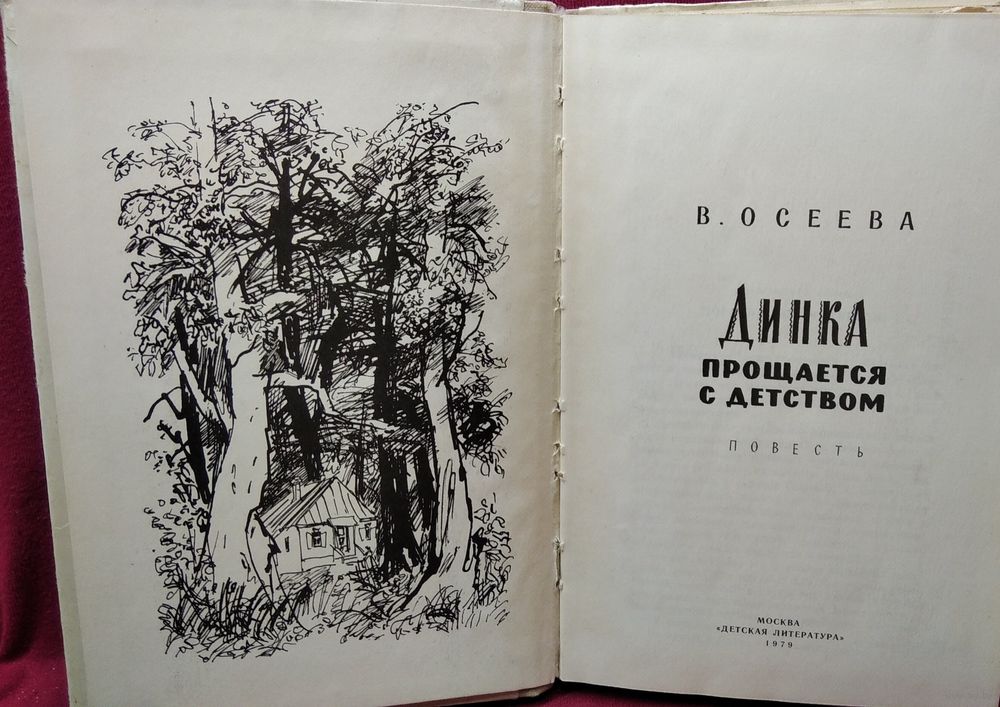 В. ОСЕЕВА
ДИНКА
ПРОЩАЕТСЯ
С ДЕТСТВОМ
ПОВЕСТЬ
МОСКВА
«ДЕТСКАЯ ЛИТЕРАТУРА»
1979